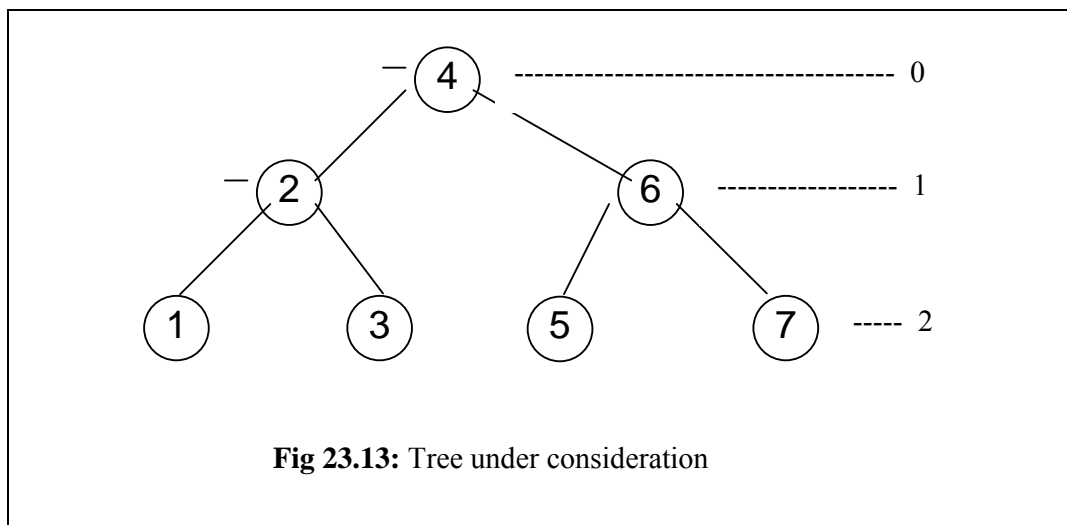 – 4 ----------------------------------- 0
– 2 6 ------------------ 1
1 3 5 7 ----- 2
Fig 23.13: Tree under consideration